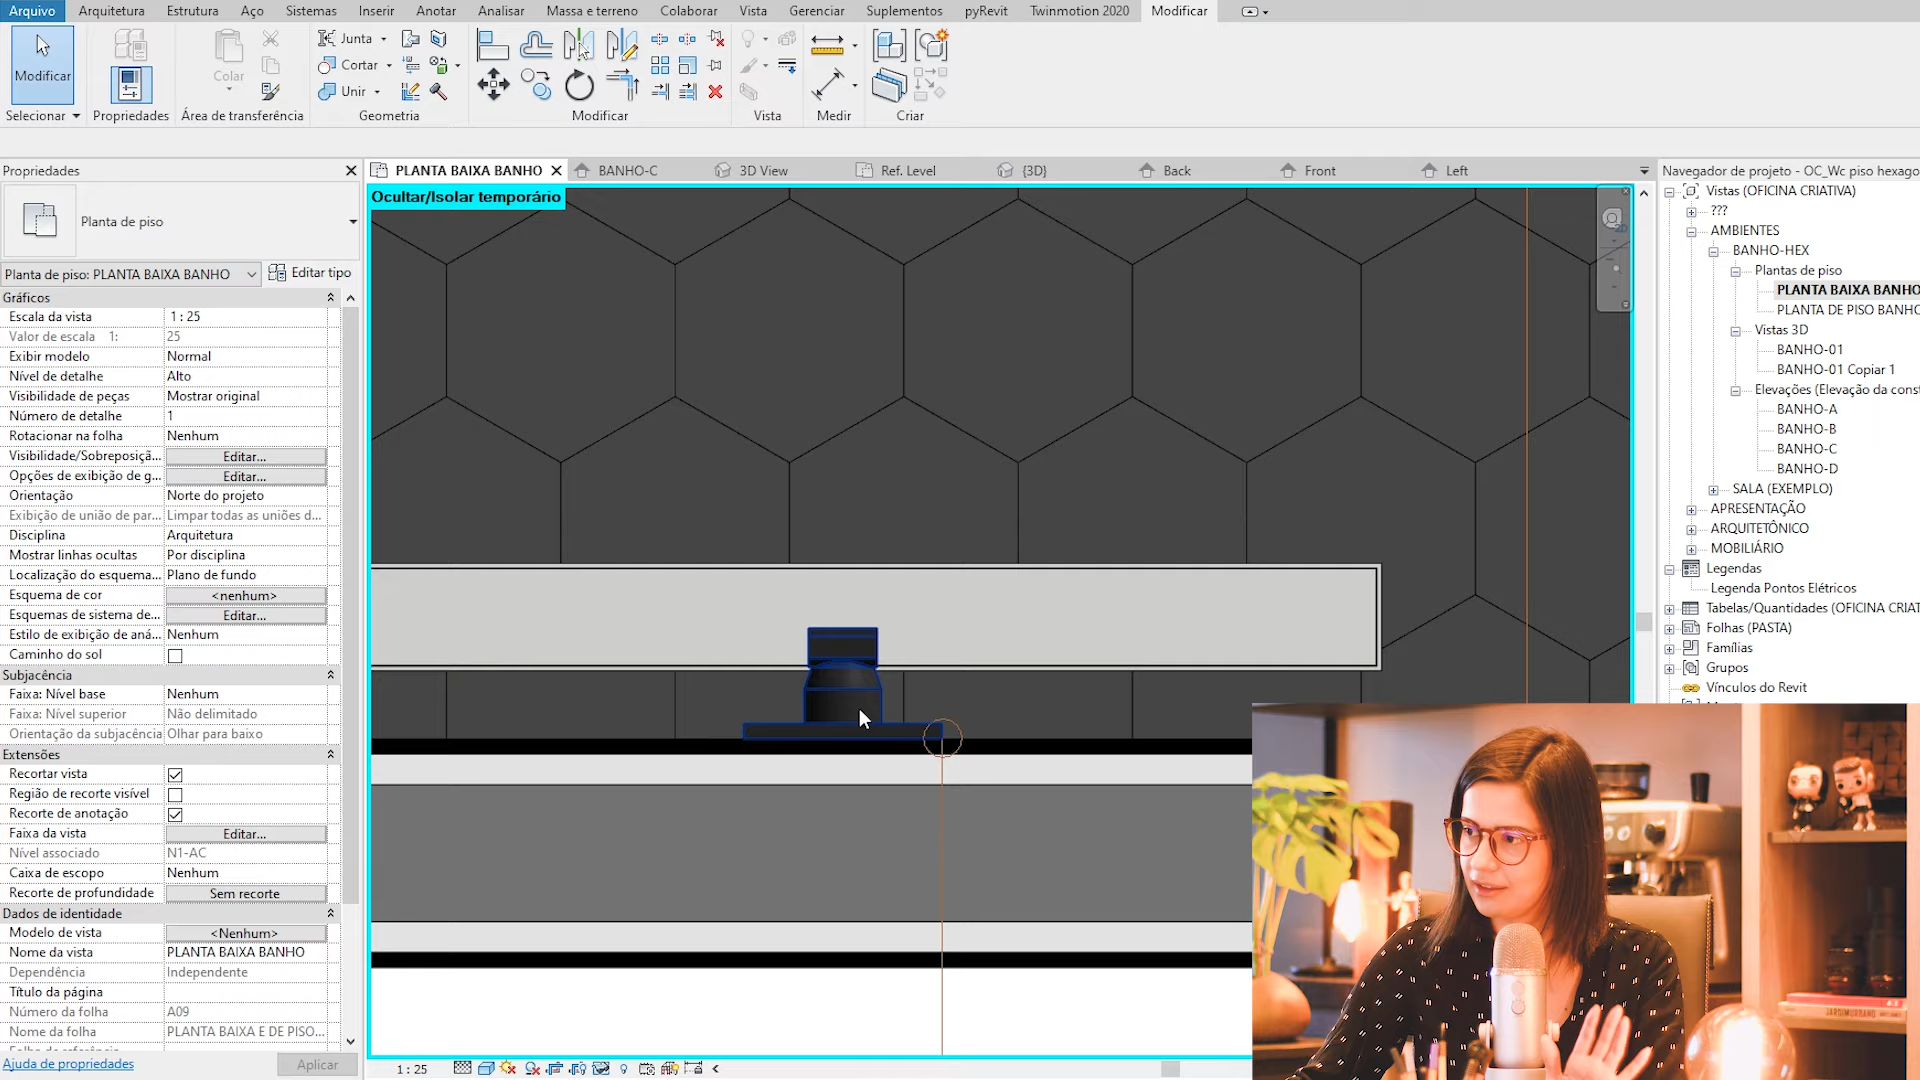 Arquivo Arquitetura Estrutura Aço Sistemas Inserir Anotar Analisar Massa e terreno Colaborar Vista Gerenciar Suplementos pyRevit Twinmotion 2020 Modificar
Modificar
Colar
Junta
Cortar
Unir
Selecionar Propriedades Área de transferência Geometria Modificar Vista Medir Criar
Propriedades
Planta de piso
Planta de piso: PLANTA BAIXA BANHO Editar tipo
Gráficos
Escala da vista 1 : 25
Valor de escala 1: 25
Exibir modelo Normal
Nível de detalhe Alto
Visibilidade de peças Mostrar original
Número de detalhe 1
Rotacionar na folha Nenhum
Visibilidade/Sobreposiçã... Editar...
Opções de exibição de g... Editar...
Orientação Norte do projeto
Exibição de união de par... Limpar todas as uniões d...
Disciplina Arquitetura
Mostrar linhas ocultas Por disciplina
Localização do esquema... Plano de fundo
Esquema de cor <nenhum>
Esquemas de sistema de... Editar...
Estilo de exibição de aná... Nenhum
Caminho do sol
Subjacência
Faixa: Nível base Nenhum
Faixa: Nível superior Não delimitado
Orientação da subjacência Olhar para baixo
Extensões
Recortar vista
Região de recorte visível
Recorte de anotação
Faixa da vista Editar...
Nível associado N1-AC
Caixa de escopo Nenhum
Recorte de profundidade Sem recorte
Dados de identidade
Modelo de vista <Nenhum>
Nome da vista PLANTA BAIXA BANHO
Dependência Independente
Título da página
Número da folha A09
Nome da folha PLANTA BAIXA E DE PISO...
Ajuda de propriedades Aplicar
PLANTA BAIXA BANHO BANHO-C 3D View Ref. Level {3D} Back Front Left
Ocultar/Isolar temporário
1 : 25
Navegador de projeto - OC_Wc piso hexago
Vistas (OFICINA CRIATIVA)
???
AMBIENTES
BANHO-HEX
Plantas de piso
PLANTA BAIXA BANHO
PLANTA DE PISO BANHO
Vistas 3D
BANHO-01
BANHO-01 Copiar 1
Elevações (Elevação da cons
BANHO-A
BANHO-B
BANHO-C
BANHO-D
SALA (EXEMPLO)
APRESENTAÇÃO
ARQUITETÔNICO
MOBILIÁRIO
Legendas
Legenda Pontos Elétricos
Tabelas/Quantidades (OFICINA CRIAT
Folhas (PASTA)
Famílias
Grupos
Vínculos do Revit